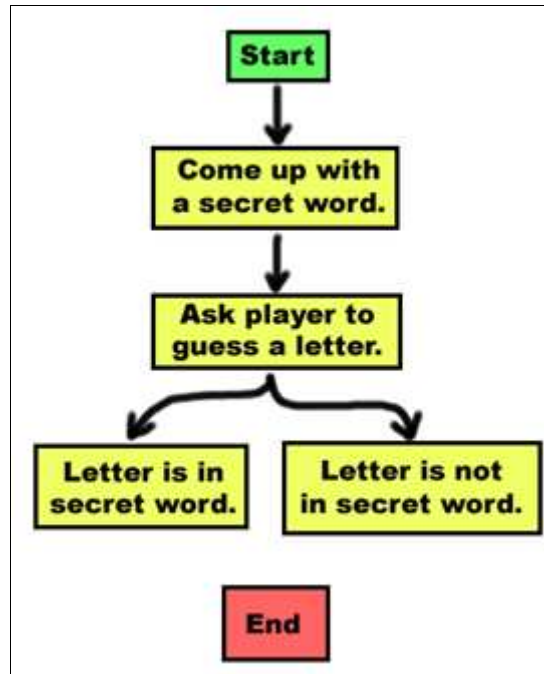 Start
Come up with
a secret word.
Ask player to
guess a letter.
Letter is in
secret word.
Letter is not
in secret word.
End